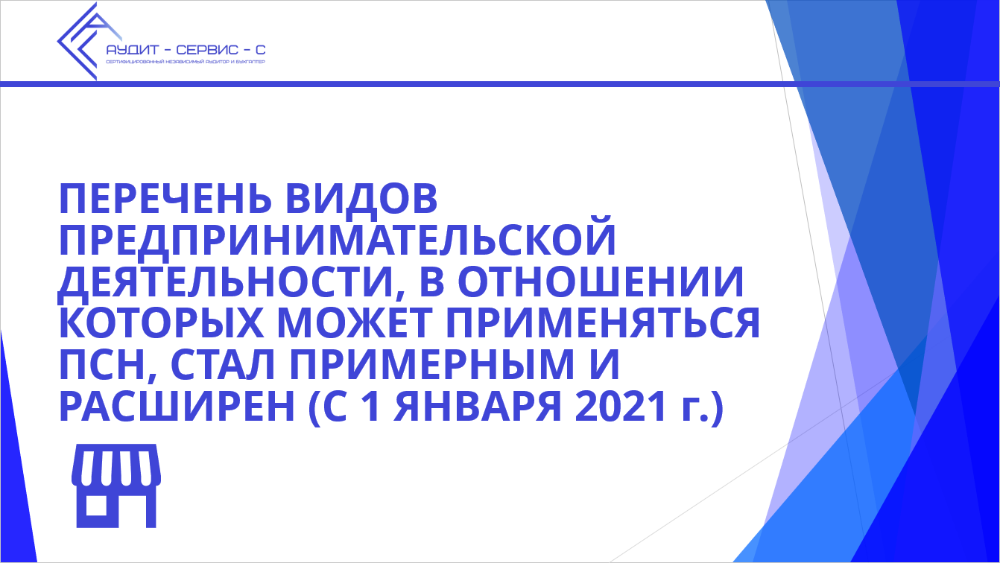 АУДИТ - СЕРВИС - С
СЕРТИФИЦИРОВАННЫЙ НЕЗАВИСИМЫЙ АУДИТОР И БУХГАЛТЕР
ПЕРЕЧЕНЬ ВИДОВ
ПРЕДПРИНИМАТЕЛЬСКОЙ
ДЕЯТЕЛЬНОСТИ, В ОТНОШЕНИИ
КОТОРЫХ МОЖЕТ ПРИМЕНЯТЬСЯ
ПСН, СТАЛ ПРИМЕРНЫМ И
РАСШИРЕН (С 1 ЯНВАРЯ 2021 г.)